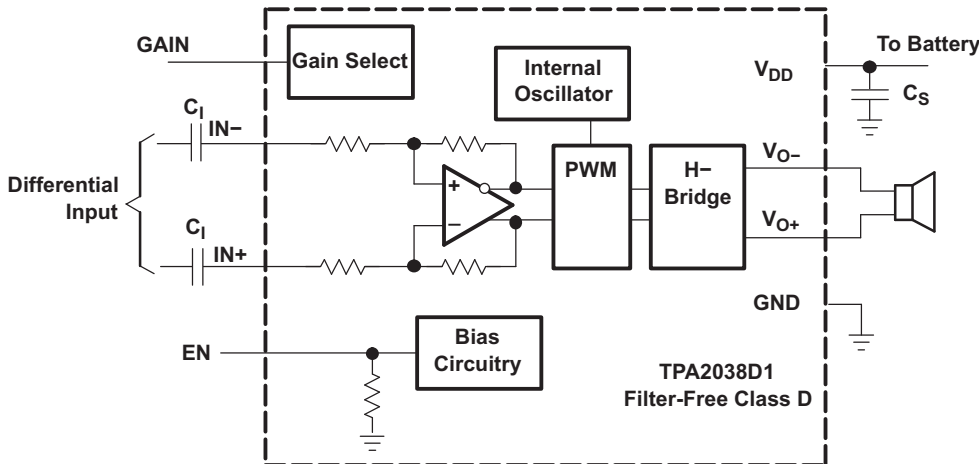 GAIN
Gain Select
Internal
Oscillator
V_DD
To Battery
C_S
C_I
IN−
Differential
Input
C_I
IN+
+
−
PWM
H−
Bridge
V_O−
V_O+
GND
EN
Bias
Circuitry
TPA2038D1
Filter-Free Class D